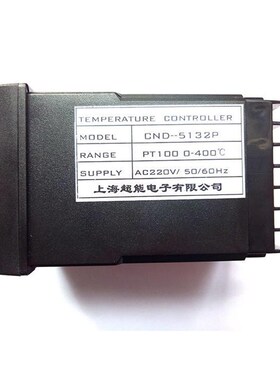 TEMPERATURE CONTROLLER
MODEL CND--5132P
RANGE PT100 0-400℃
SUPPLY AC220V/ 50/60Hz
上海超能电子有限公司